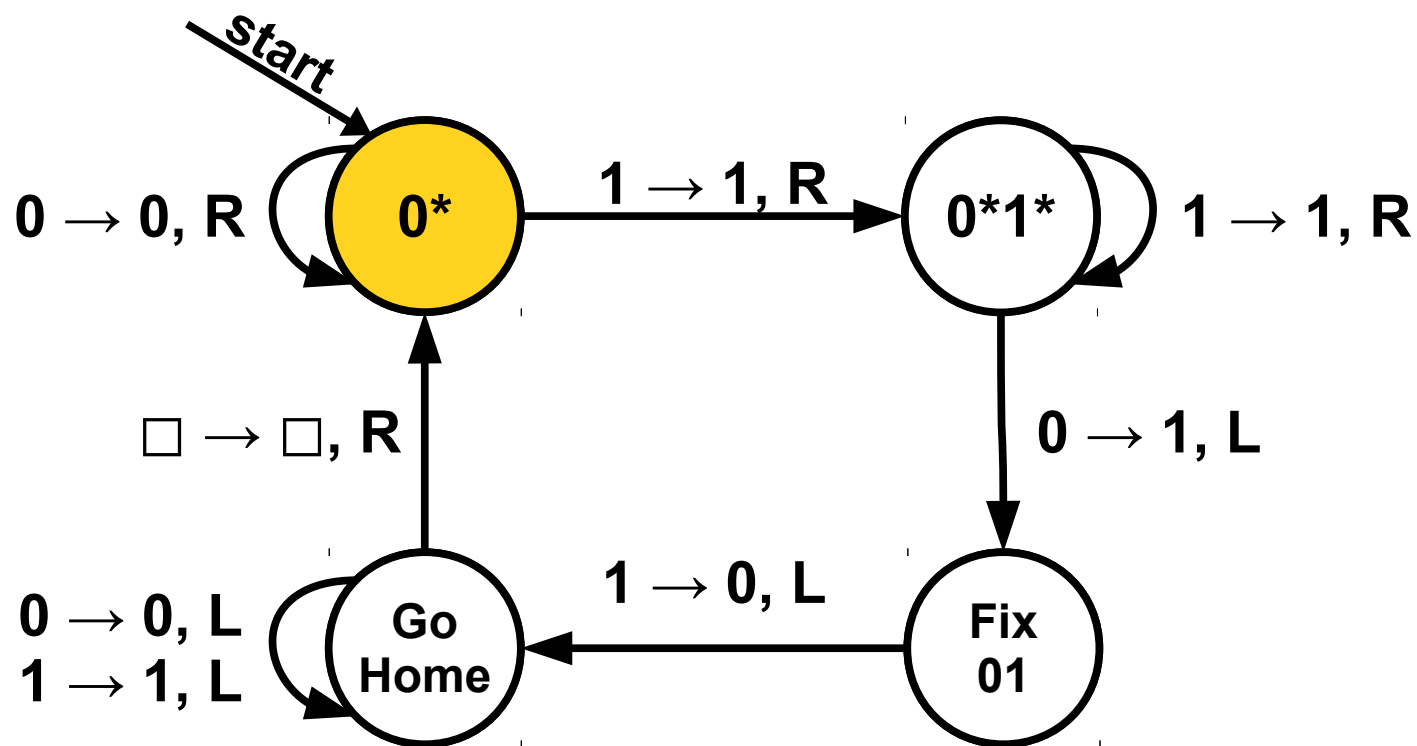 start
0 → 0, R
0*
1 → 1, R
0*1*
1 → 1, R
□ → □, R
0 → 1, L
0 → 0, L
1 → 1, L
Go
Home
1 → 0, L
Fix
01